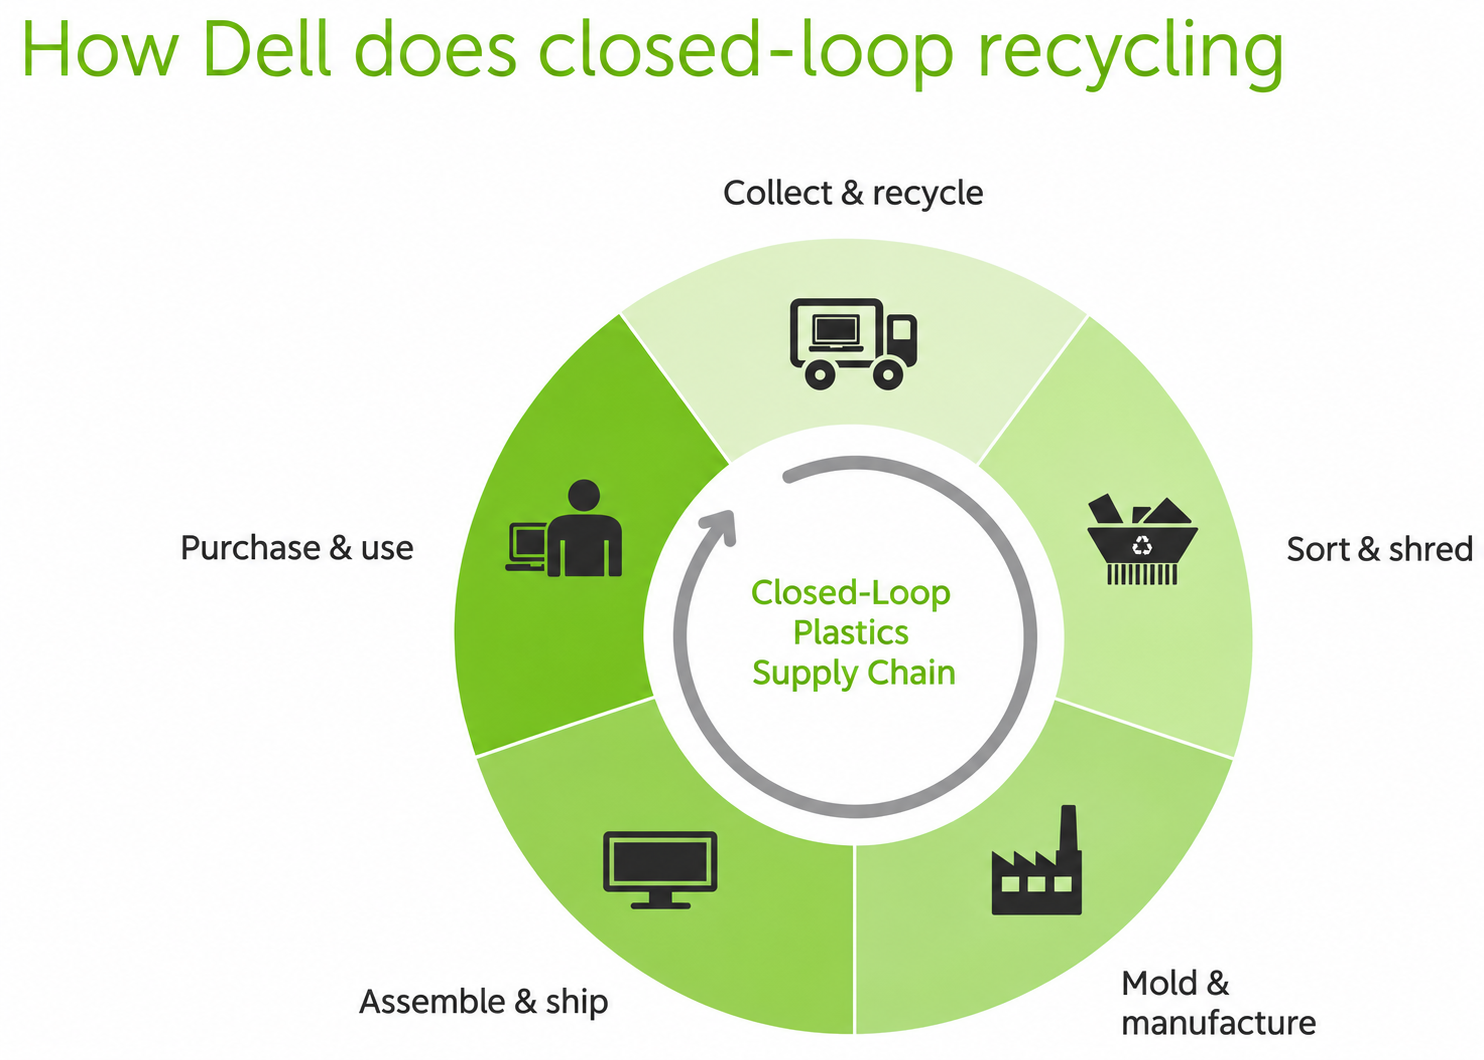 How Dell does closed-loop recycling
Collect & recycle
Purchase & use
Sort & shred
Closed-Loop
Plastics
Supply Chain
Assemble & ship
Mold &
manufacture